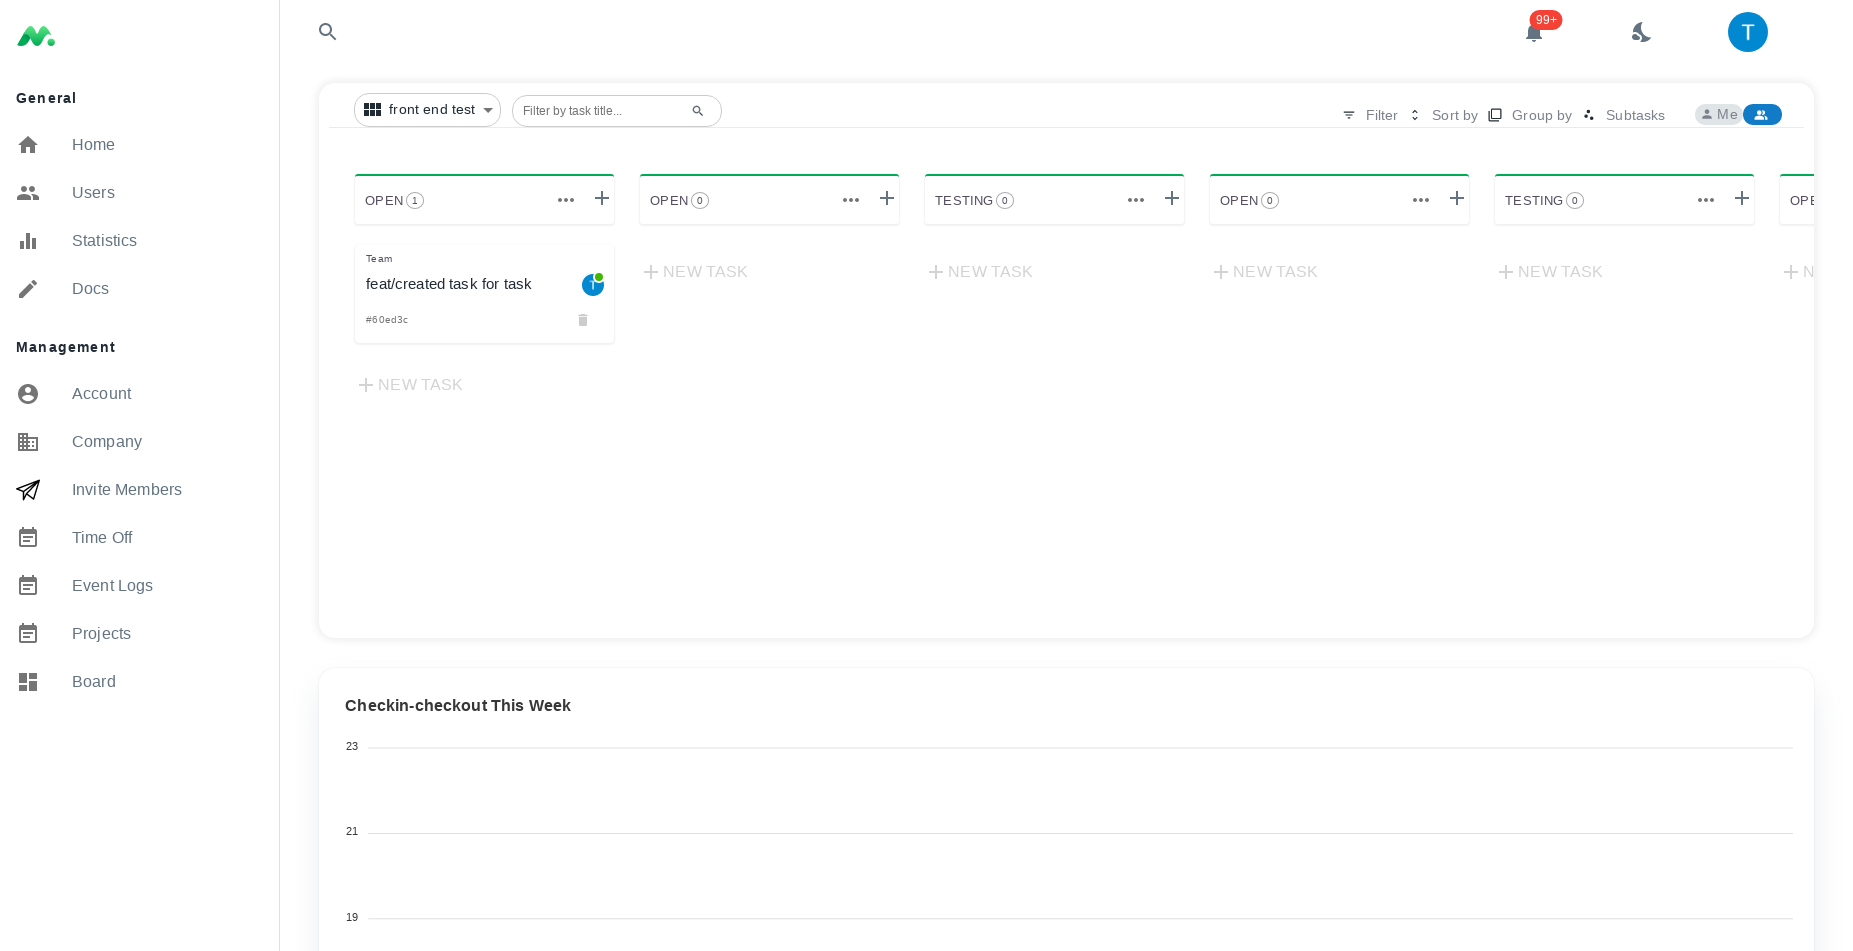 99+
T
General
Home
Users
Statistics
Docs
Management
Account
Company
Invite Members
Time Off
Event Logs
Projects
Board
front end test
Filter by task title...
Filter
Sort by
Group by
Subtasks
Me
OPEN 1
OPEN 0
TESTING 0
OPEN 0
TESTING 0
OPE
Team
feat/created task for task
T
#60ed3c
NEW TASK
NEW TASK
NEW TASK
NEW TASK
NEW TASK
N
Checkin-checkout This Week
23
21
19